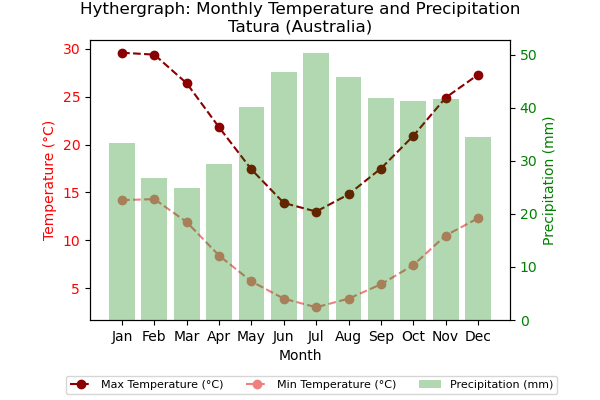 Hythergraph: Monthly Temperature and Precipitation
Tatura (Australia)
Temperature (°C)
30
25
20
15
10
5
Precipitation (mm)
50
40
30
20
10
0
Jan Feb Mar Apr May Jun Jul Aug Sep Oct Nov Dec
Month
Max Temperature (°C) Min Temperature (°C) Precipitation (mm)